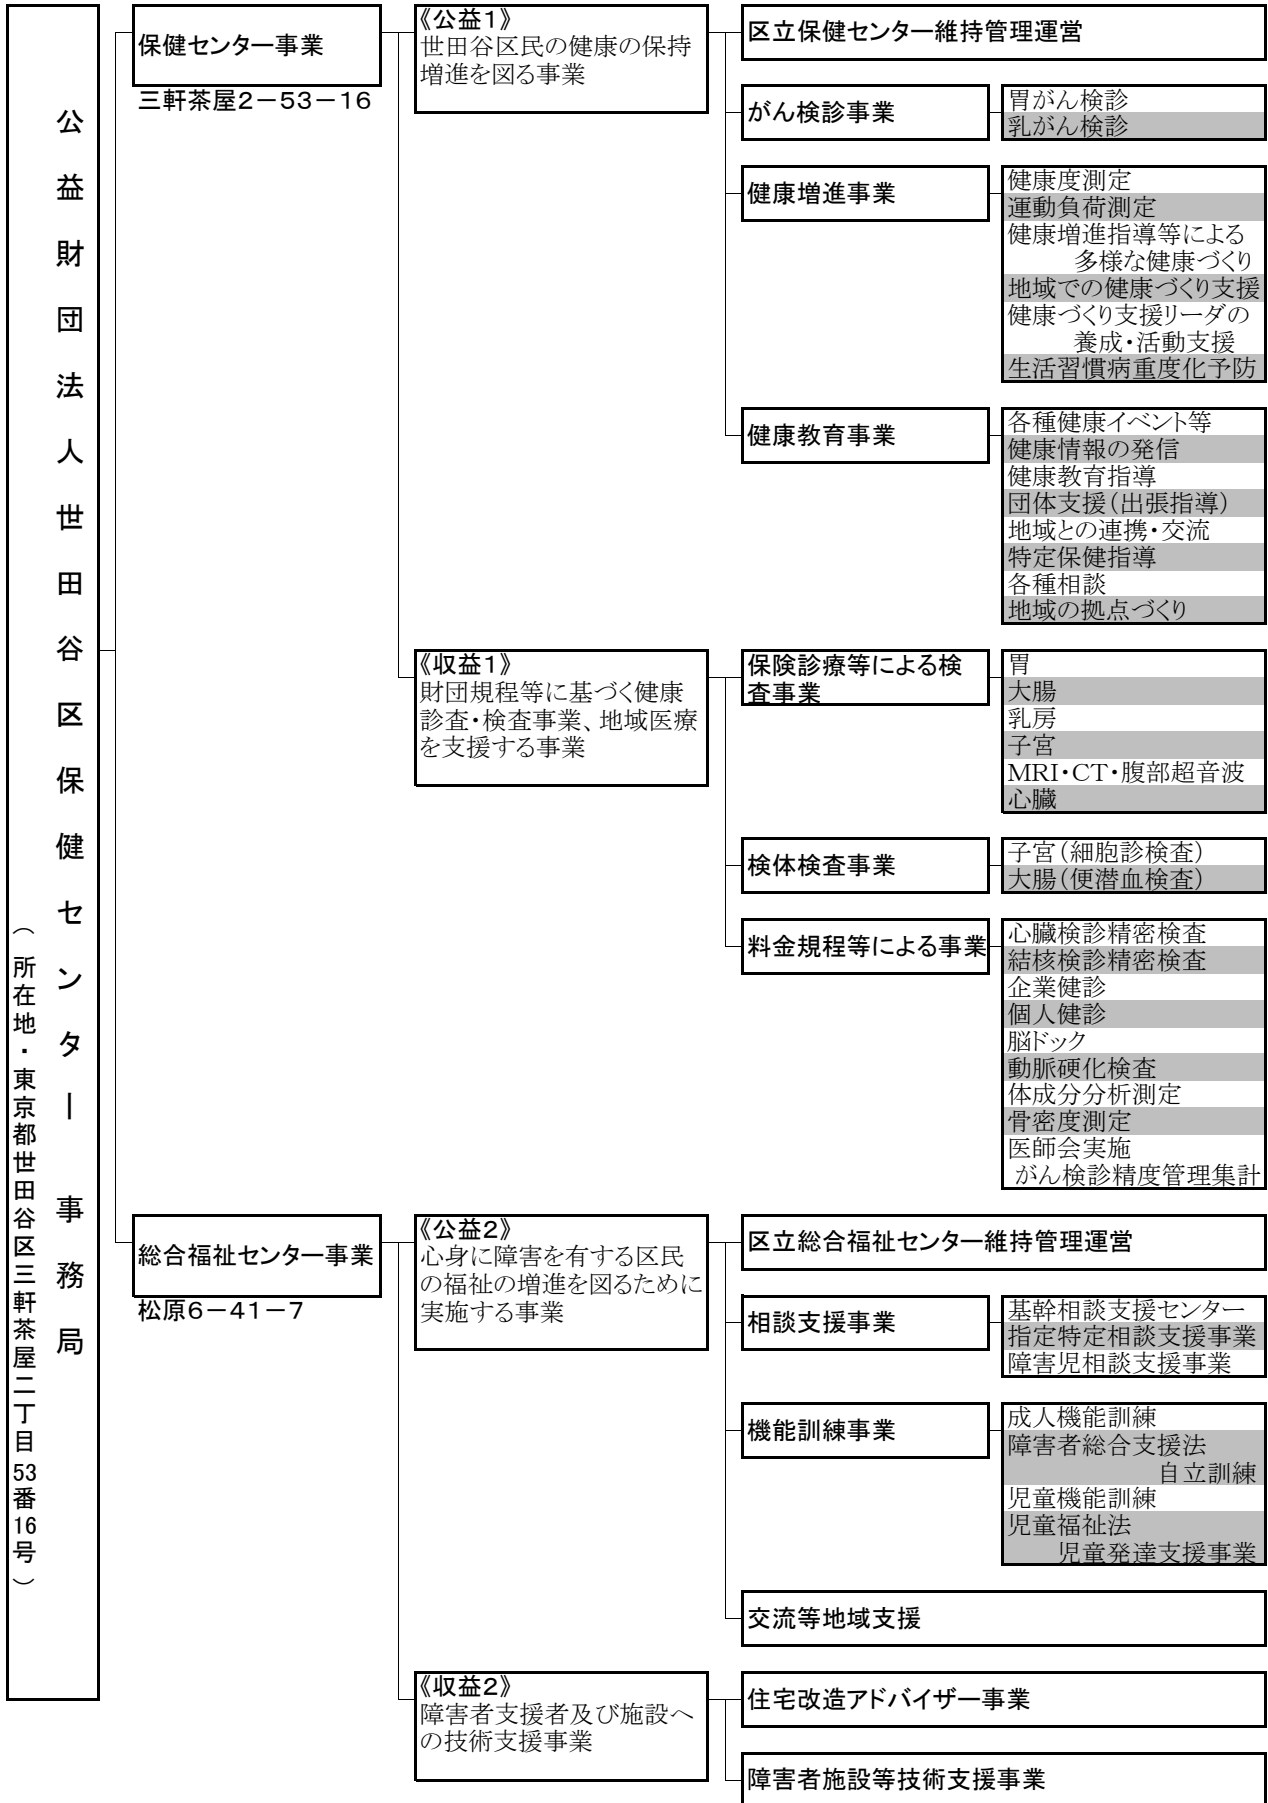 公益財団法人世田谷区保健センター 事務局
（所在地・東京都世田谷区三軒茶屋二丁目53番16号）
保健センター事業
三軒茶屋2－53－16
《公益1》
世田谷区民の健康の保持
増進を図る事業
区立保健センター維持管理運営
がん検診事業
胃がん検診
乳がん検診
健康増進事業
健康度測定
運動負荷測定
健康増進指導等による
多様な健康づくり
地域での健康づくり支援
健康づくり支援リーダの
養成・活動支援
生活習慣病重度化予防
健康教育事業
各種健康イベント等
健康情報の発信
健康教育指導
団体支援（出張指導）
地域との連携・交流
特定保健指導
各種相談
地域の拠点づくり
《収益1》
財団規程等に基づく健康
診査・検査事業、地域医療
を支援する事業
保険診療等による検
査事業
胃
大腸
乳房
子宮
MRI・CT・腹部超音波
心臓
検体検査事業
子宮（細胞診検査）
大腸（便潜血検査）
料金規程等による事業
心臓検診精密検査
結核検診精密検査
企業健診
個人健診
脳ドック
動脈硬化検査
体成分分析測定
骨密度測定
医師会実施
がん検診精度管理集計
総合福祉センター事業
松原6－41－7
《公益2》
心身に障害を有する区民
の福祉の増進を図るために
実施する事業
区立総合福祉センター維持管理運営
相談支援事業
基幹相談支援センター
指定特定相談支援事業
障害児相談支援事業
機能訓練事業
成人機能訓練
障害者総合支援法
自立訓練
児童機能訓練
児童福祉法
児童発達支援事業
交流等地域支援
《収益2》
障害者支援者及び施設へ
の技術支援事業
住宅改造アドバイザー事業
障害者施設等技術支援事業